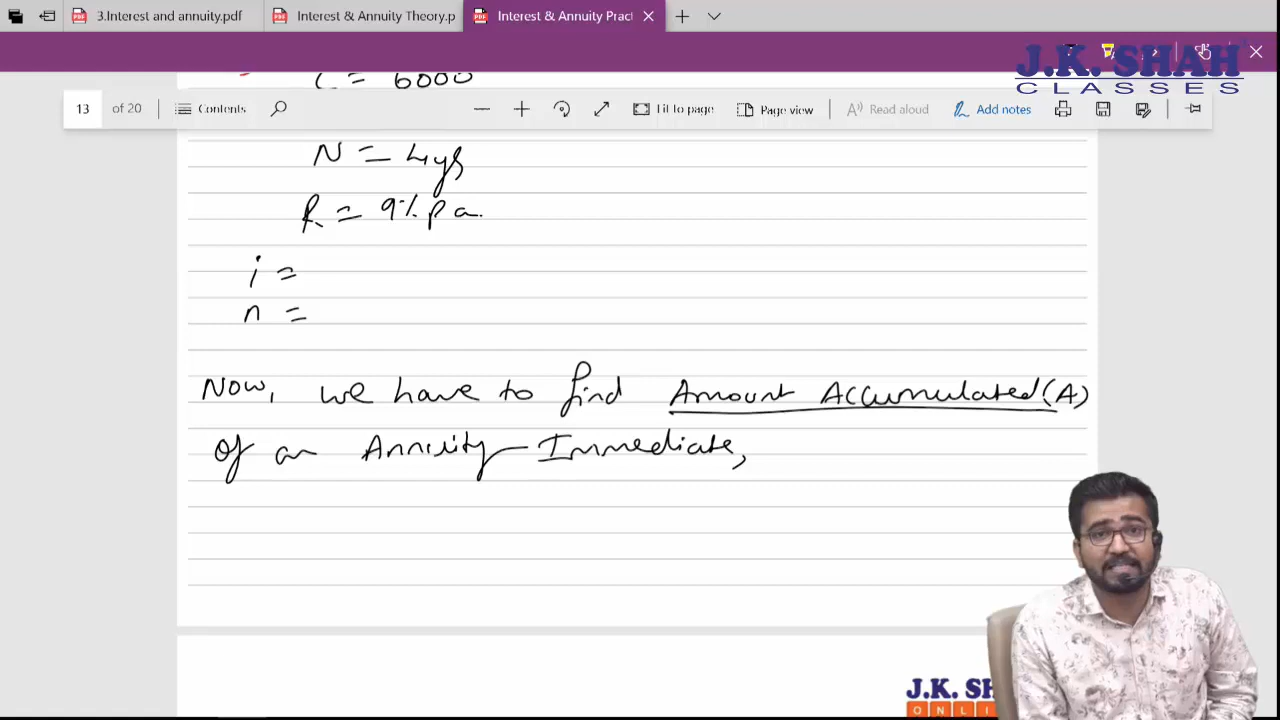 3.Interest and annuity.pdf
Interest & Annuity Theory.p
Interest & Annuity Pract
J.K. SHAH
CLASSES
C = 6000
13 of 20
Contents
Fit to page
Page view
Read aloud
Add notes
N = 4 ys
R = 9% p a.
i =
n =
Now, we have to find Amount Accumulated (A)
of an Annuity-Immediate,
J.K. SH
ONLI